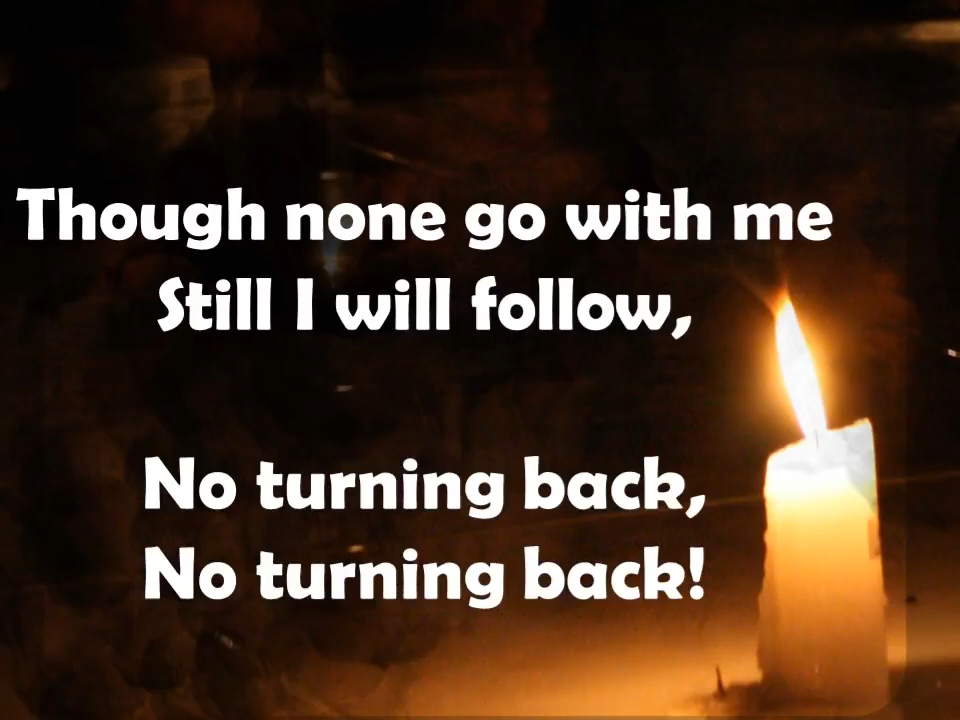 Though none go with me
Still I will follow,
No turning back,
No turning back!